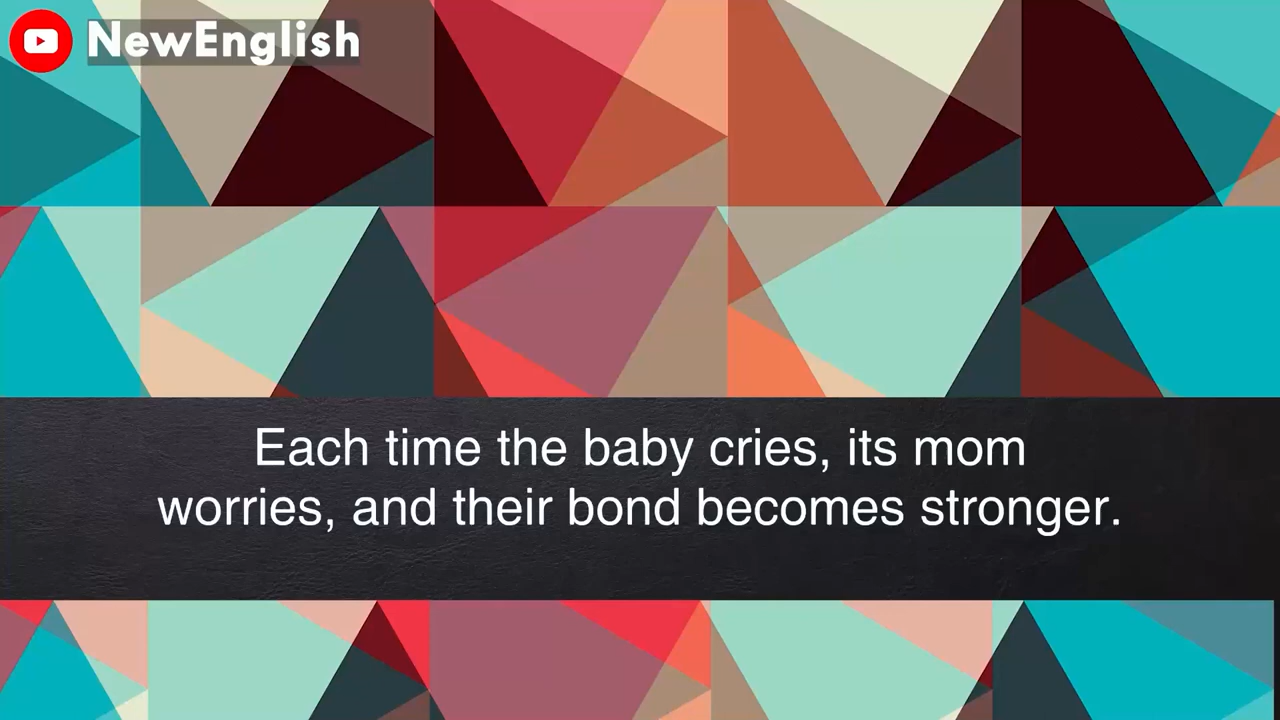 NewEnglish
Each time the baby cries, its mom
worries, and their bond becomes stronger.